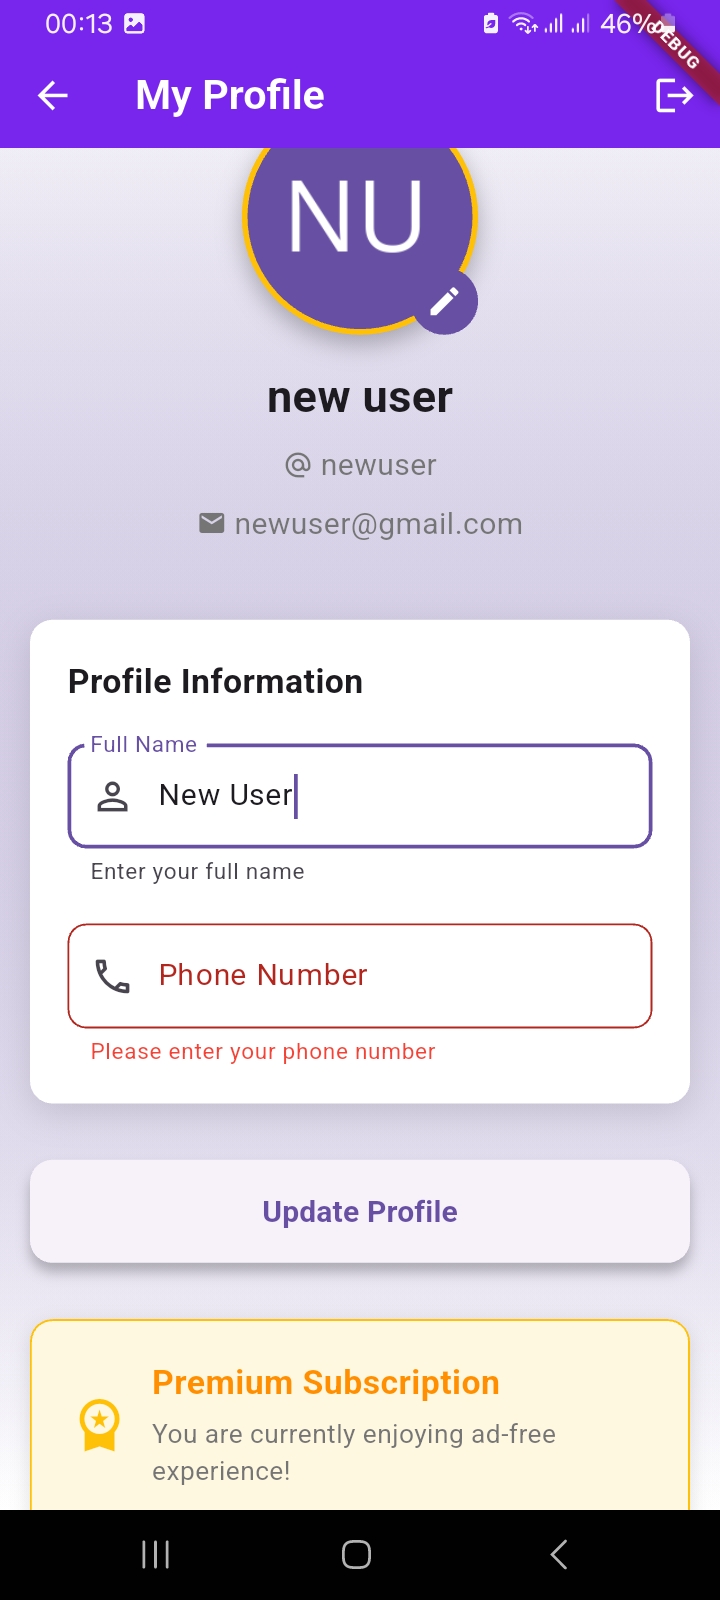 00:13
46%
DEBUG
My Profile
NU
new user
@ newuser
newuser@gmail.com
Profile Information
Full Name
New User
Enter your full name
Phone Number
Please enter your phone number
Update Profile
Premium Subscription
You are currently enjoying ad-free
experience!